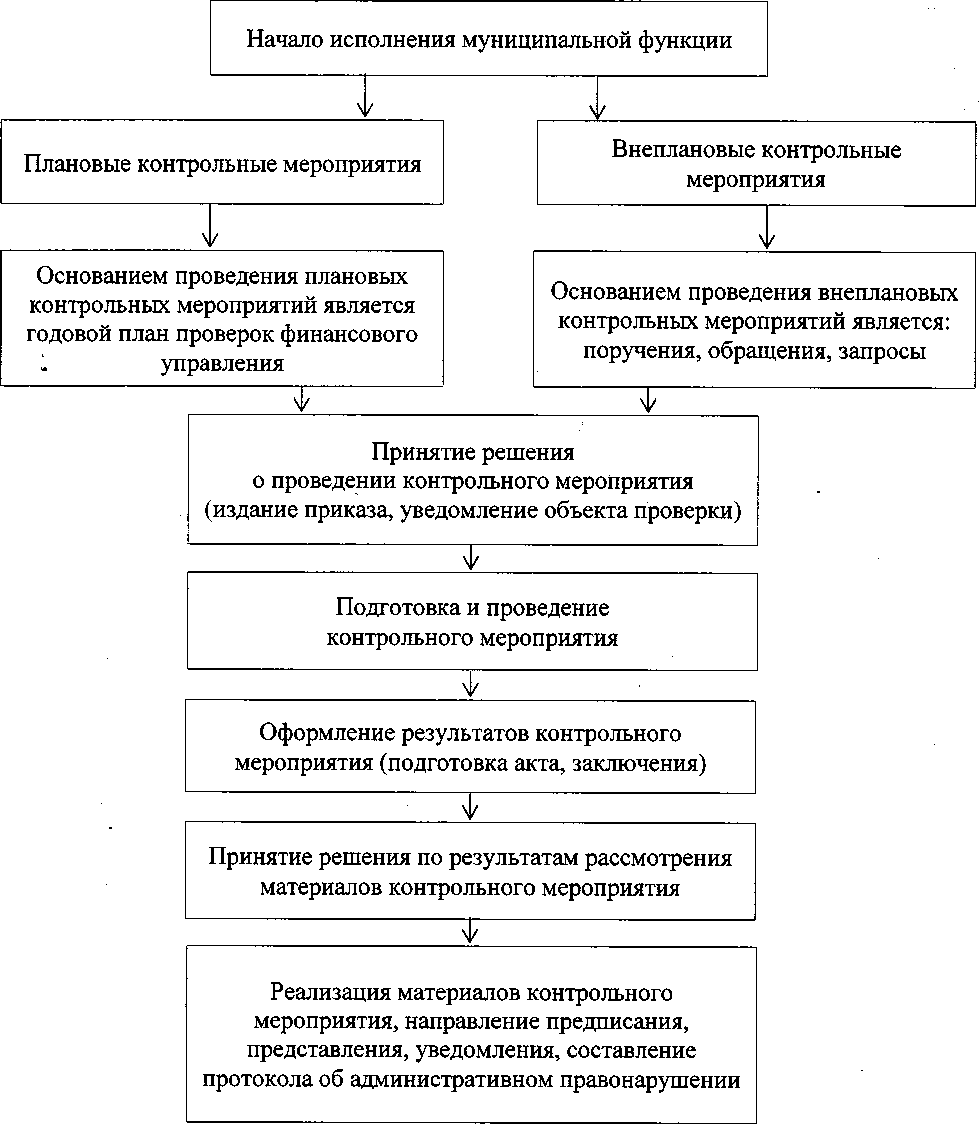 Начало исполнения муниципальной функции
Плановые контрольные мероприятия
Внеплановые контрольные
мероприятия
Основанием проведения плановых
контрольных мероприятий является
годовой план проверок финансового
управления
Основанием проведения внеплановых
контрольных мероприятий является:
поручения, обращения, запросы
Принятие решения
о проведении контрольного мероприятия
(издание приказа, уведомление объекта проверки)
Подготовка и проведение
контрольного мероприятия
Оформление результатов контрольного
мероприятия (подготовка акта, заключения)
Принятие решения по результатам рассмотрения
материалов контрольного мероприятия
Реализация материалов контрольного
мероприятия, направление предписания,
представления, уведомления, составление
протокола об административном правонарушении